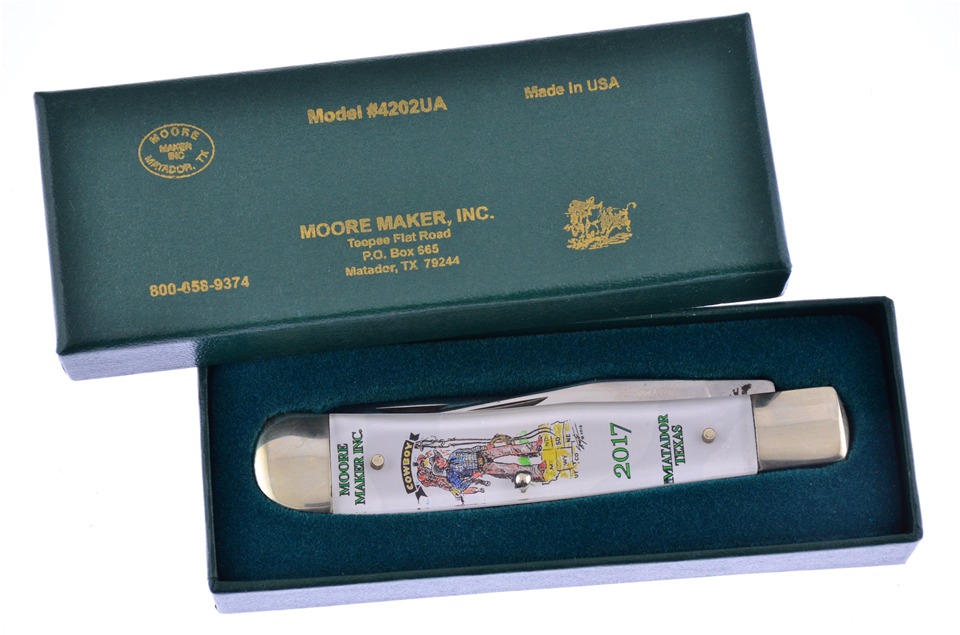 Model #4202UA
Made In USA
MOORE
MAKER
INC
MATADOR, TX
MOORE MAKER, INC.
Teepee Flat Road
P.O. Box 665
Matador, TX 79244
800-658-9374
MOORE
MAKER INC.
COWBOY
2017
MATADOR
TEXAS